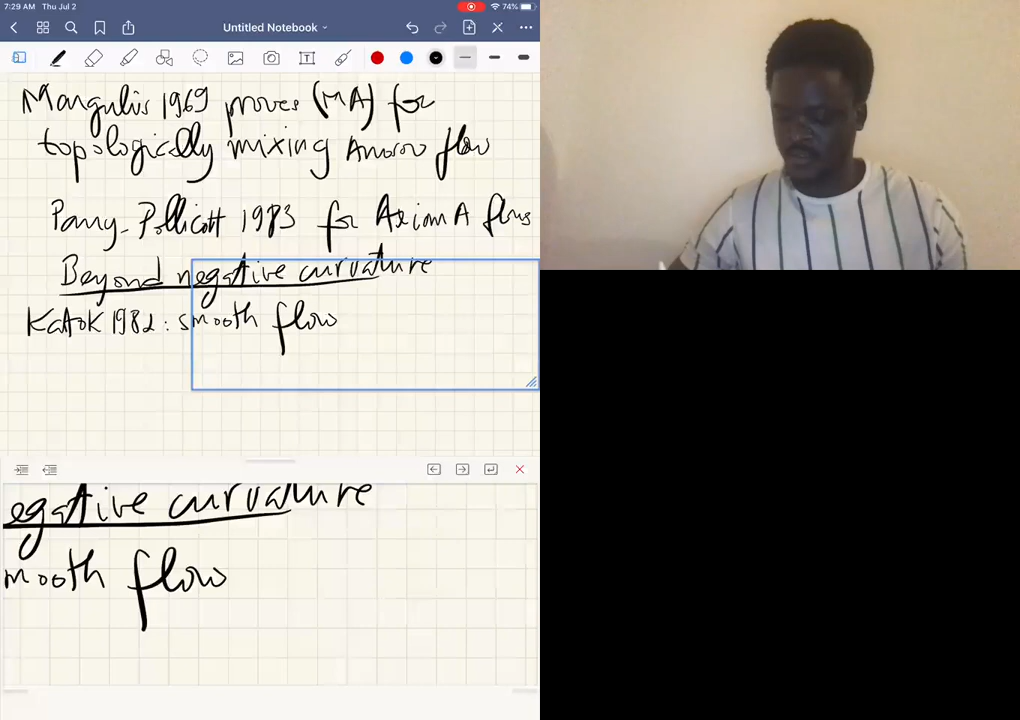 7:29 AM Thu Jul 2
74%
Untitled Notebook
Margulis 1969 proves (MA) for
topologically mixing Anosov flow
Parry-Pollicott 1983 for Axiom A flows
Beyond negative curvature
Katok 1982: smooth flow
egative curvature
mooth flow